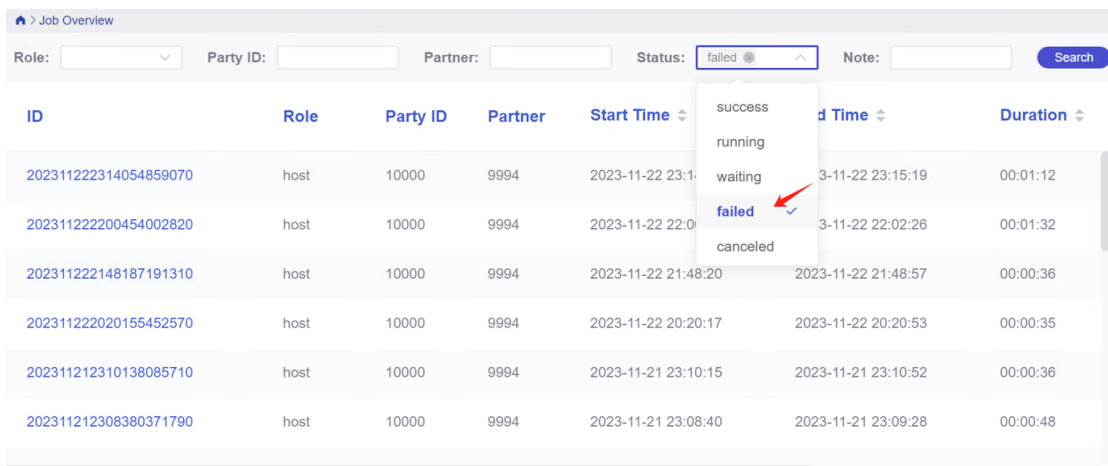 > Job Overview
Role: Party ID: Partner: Status: failed Note: Search
ID Role Party ID Partner Start Time d Time Duration
success
running
waiting
failed
canceled
202311222314054859070 host 10000 9994 2023-11-22 23:1 3-11-22 23:15:19 00:01:12
202311222200454002820 host 10000 9994 2023-11-22 22:0 3-11-22 22:02:26 00:01:32
202311222148187191310 host 10000 9994 2023-11-22 21:48:20 2023-11-22 21:48:57 00:00:36
202311222020155452570 host 10000 9994 2023-11-22 20:20:17 2023-11-22 20:20:53 00:00:35
202311212310138085710 host 10000 9994 2023-11-21 23:10:15 2023-11-21 23:10:52 00:00:36
202311212308380371790 host 10000 9994 2023-11-21 23:08:40 2023-11-21 23:09:28 00:00:48